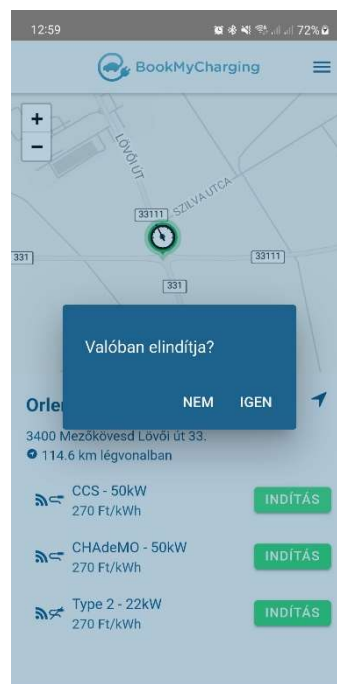 12:59
72%
BookMyCharging
+
−
LÖVŐI ÚT
SZILVA UTCA
33111
331
33111
331
Valóban elindítja?
NEM IGEN
Orle
3400 Mezőkövesd Lövői út 33.
114.6 km légvonalban
CCS - 50kW
270 Ft/kWh
INDÍTÁS
CHAdeMO - 50kW
270 Ft/kWh
INDÍTÁS
Type 2 - 22kW
270 Ft/kWh
INDÍTÁS